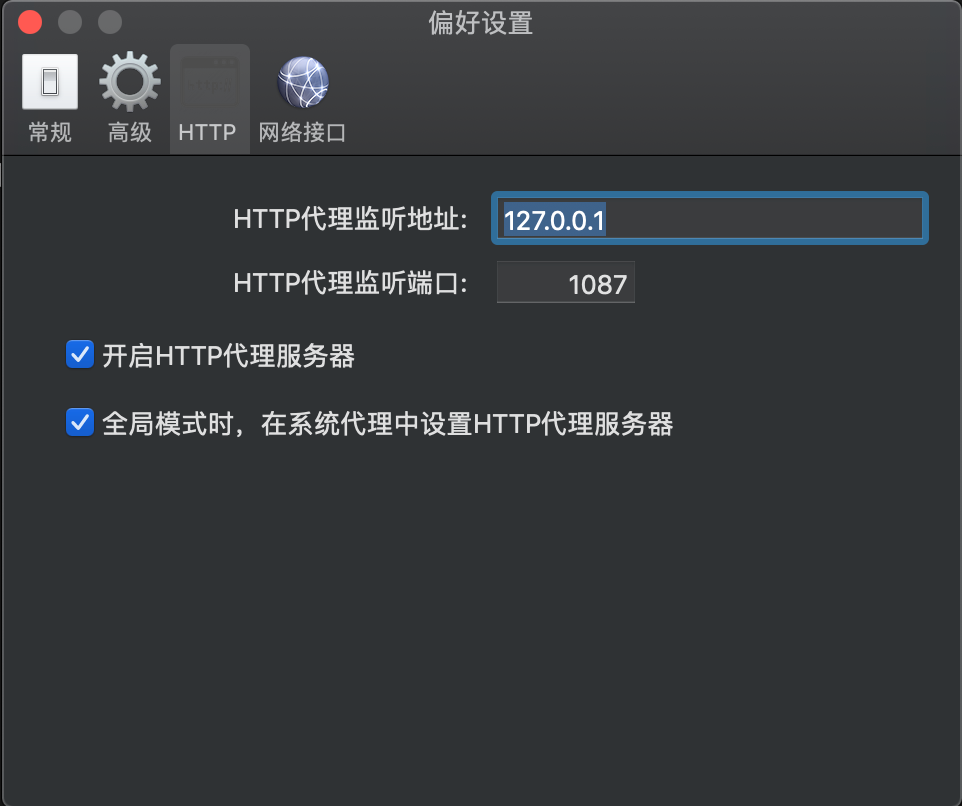 偏好设置
常规 高级 HTTP 网络接口
HTTP代理监听地址: 127.0.0.1
HTTP代理监听端口: 1087
开启HTTP代理服务器
全局模式时，在系统代理中设置HTTP代理服务器